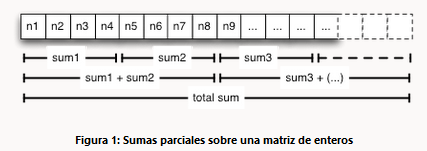 n1 n2 n3 n4 n5 n6 n7 n8 n9 ... ... ... ...
sum1 sum2 sum3
sum1 + sum2 sum3 + (...)
total sum
Figura 1: Sumas parciales sobre una matriz de enteros